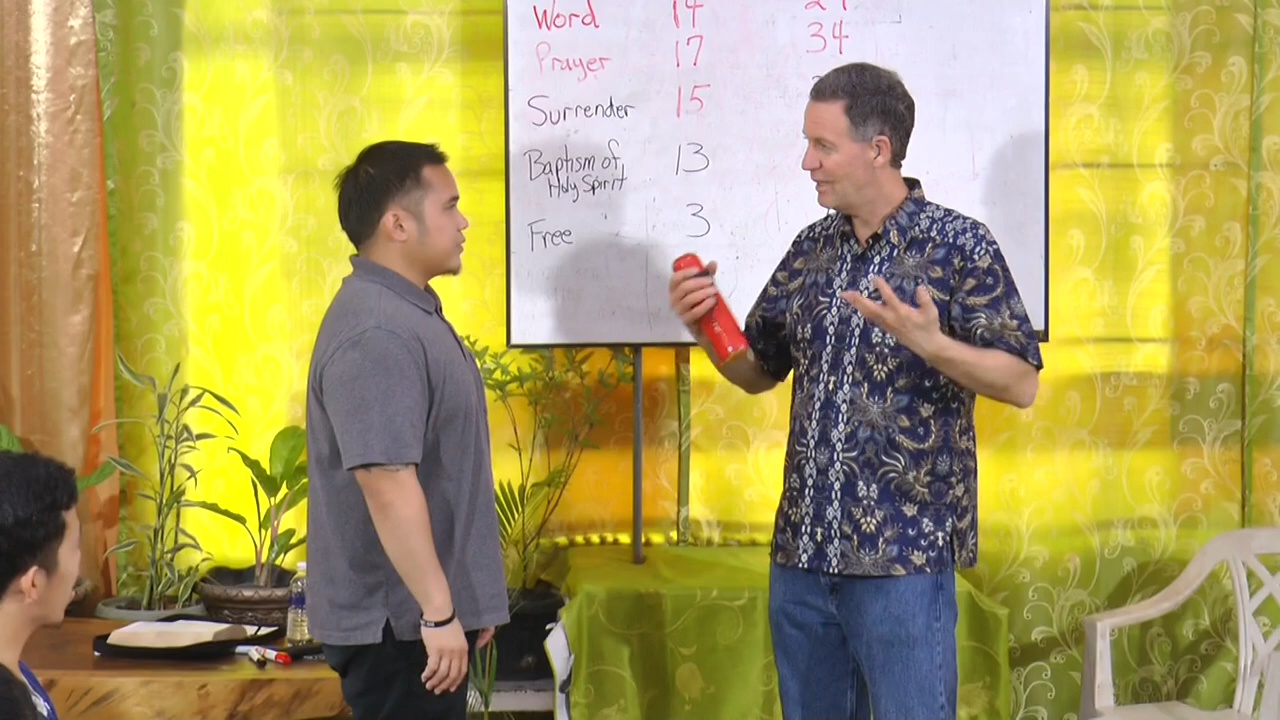 Word 14
Prayer 17 34
Surrender 15
Baptism of 13
Holy Spirit
Free 3